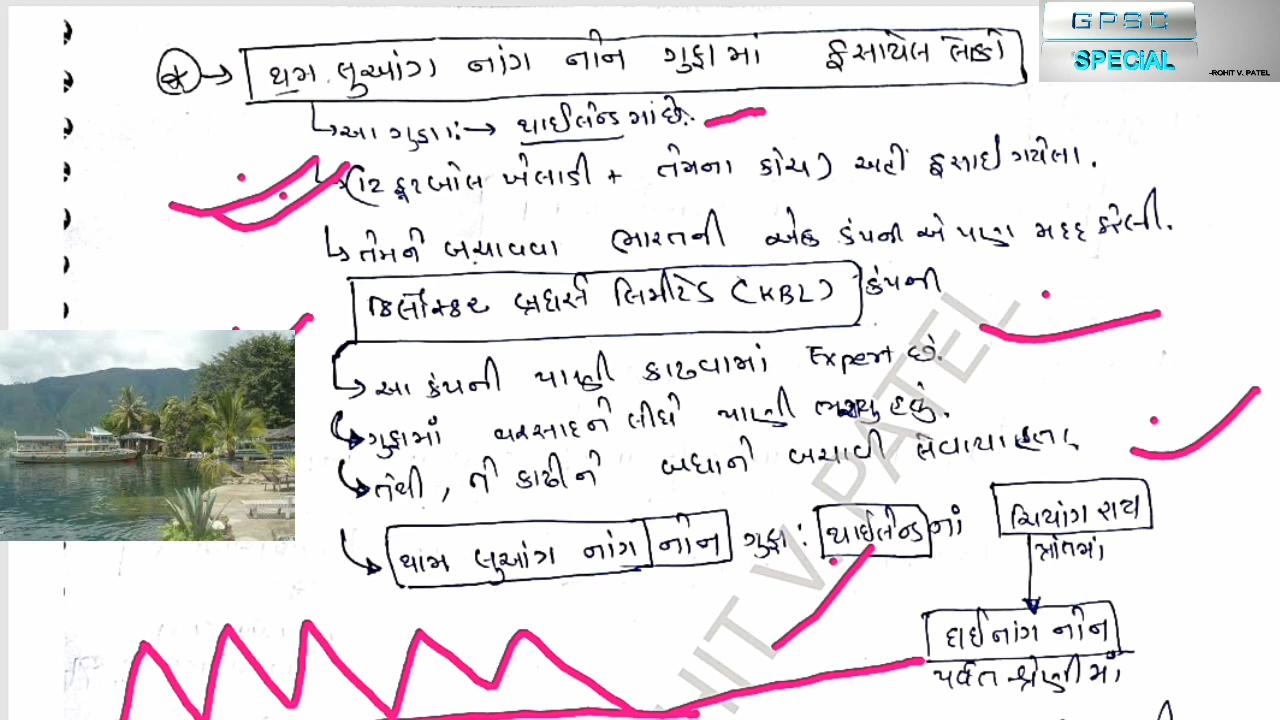 GPSC
SPECIAL
-ROHIT V. PATEL
થામ લુઆંગ નાંગ નોન ગુફામાં ફસાયેલ લોકો
આ ગુફા: → થાઈલેન્ડમાં છે.
(12 ફૂટબોલ ખેલાડી + તેમના કોચ) અહીં ફસાઈ ગયેલા.
તેમને બચાવવા ભારતની એક કંપની એ પણ મદદ કરેલી.
કિર્લોસ્કર બ્રધર્સ લિમીટેડ (KBL) કંપની
આ કંપની પાણી કાઢવામાં Expert છે.
ગુફામાં વરસાદને લીધે પાણી ભરાયુ હતું.
તેથી, તે કાઢીને બધાને બચાવી લેવાયા હતા.
થામ લુઆંગ નાંગ નોન ગુફા: થાઈલેન્ડનાં ચિયાંગ રાય
પ્રાંતમાં
દાઈ નાંગ નોન
પર્વત શ્રેણીમાં
HIT V. PATEL